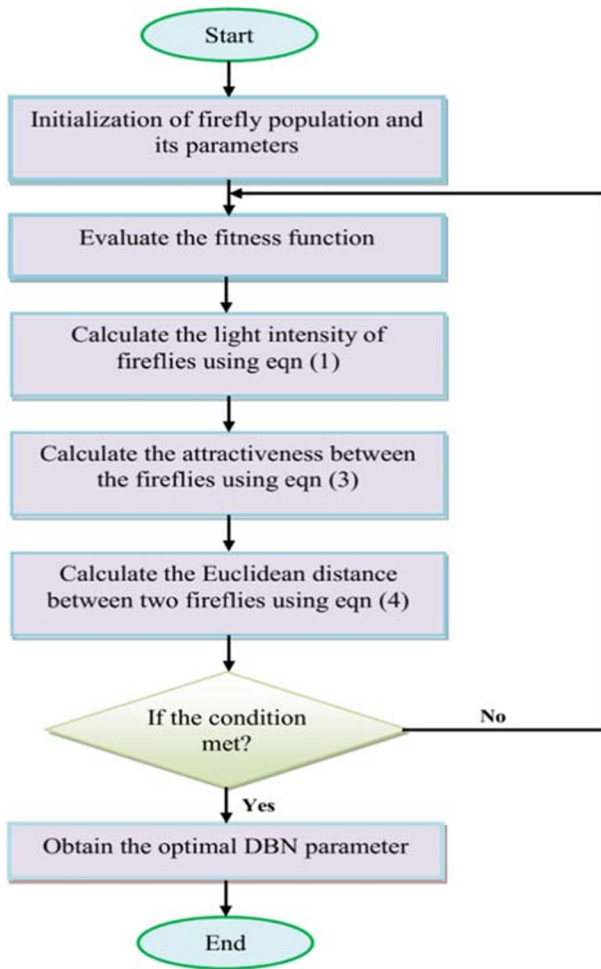 Start
Initialization of firefly population and
its parameters
Evaluate the fitness function
Calculate the light intensity of
fireflies using eqn (1)
Calculate the attractiveness between
the fireflies using eqn (3)
Calculate the Euclidean distance
between two fireflies using eqn (4)
If the condition
met?
No
Yes
Obtain the optimal DBN parameter
End